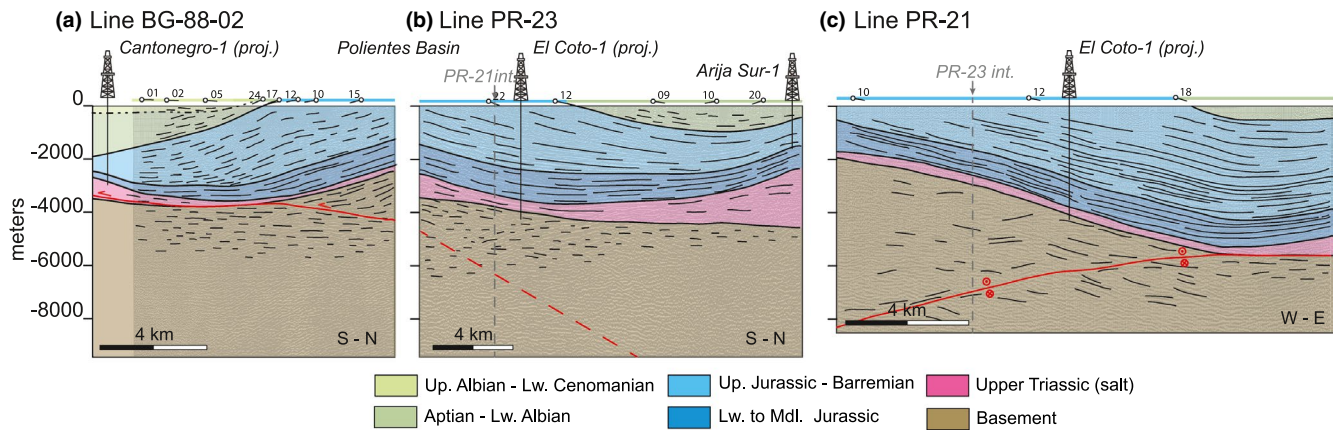 (a) Line BG-88-02
Cantonegro-1 (proj.)
Polientes Basin
01 02 05 24 17 12 10 15
0
-2000
-4000
-6000
-8000
meters
4 km
S - N
(b) Line PR-23
El Coto-1 (proj.)
Arija Sur-1
PR-21int.
22 12 09 10 20
4 km
S - N
(c) Line PR-21
El Coto-1 (proj.)
PR-23 int.
10 12 18
4 km
W - E
Up. Albian - Lw. Cenomanian
Up. Jurassic - Barremian
Upper Triassic (salt)
Aptian - Lw. Albian
Lw. to Mdl. Jurassic
Basement